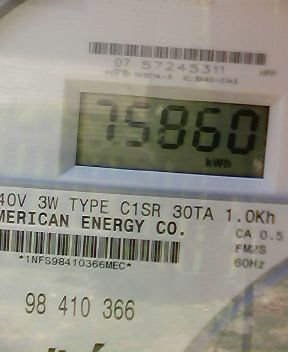 07 57245311
75860
kWh
40V 3W TYPE C1SR 30TA 1.0Kh
MERICAN ENERGY CO.
CA 0.5
FM2S
60Hz
*1NFS98410366MEC*
98 410 366